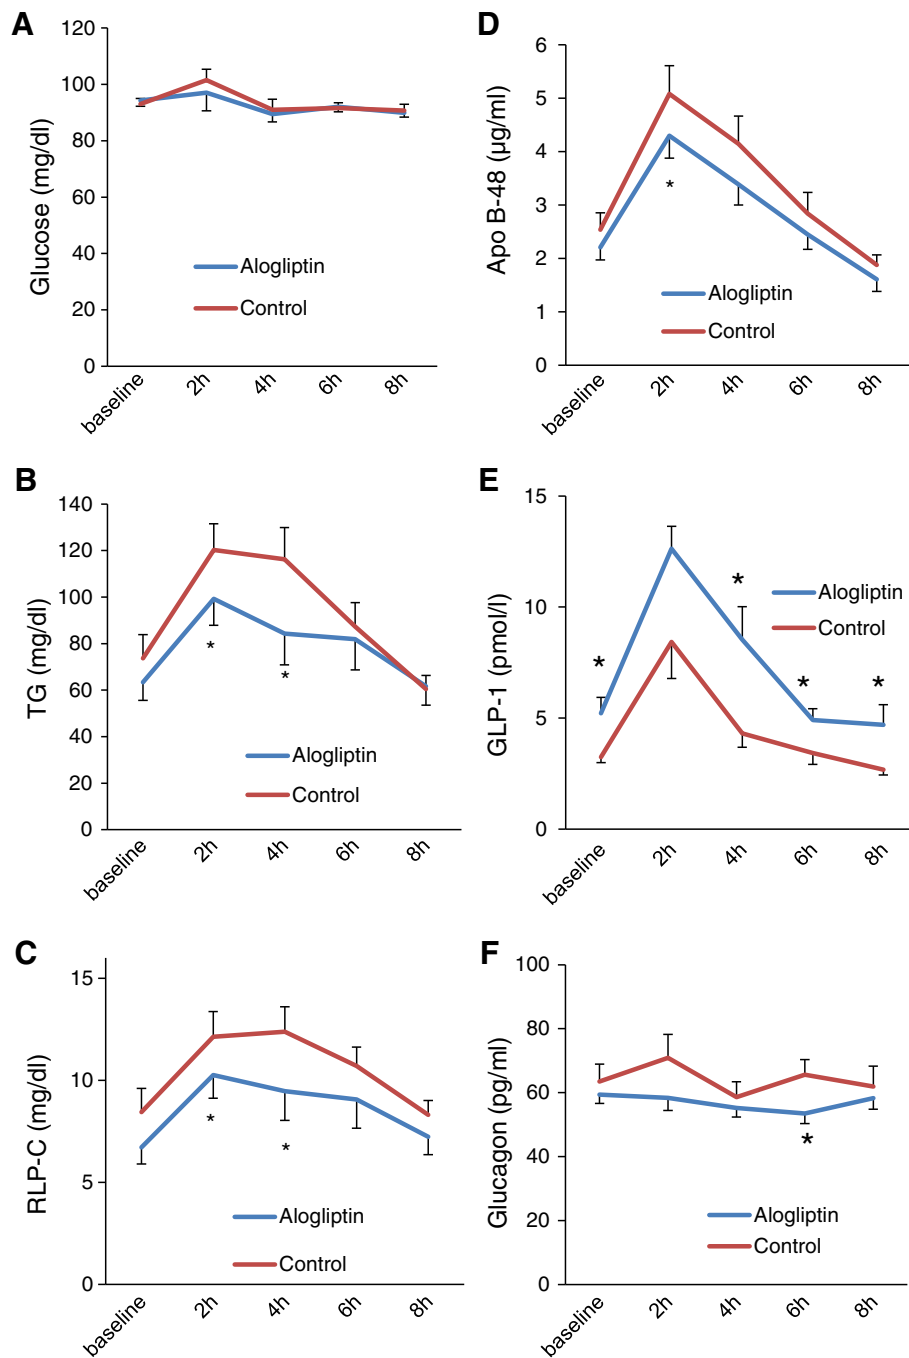 A
Glucose (mg/dl)
120
100
80
60
40
20
0
Alogliptin
Control
baseline
2h
4h
6h
8h
D
Apo B-48 (µg/ml)
6
5
4
3
2
1
0
*
Alogliptin
Control
baseline
2h
4h
6h
8h
B
TG (mg/dl)
140
120
100
80
60
40
20
0
*
*
Alogliptin
Control
baseline
2h
4h
6h
8h
E
GLP-1 (pmol/l)
15
10
5
0
*
*
*
*
Alogliptin
Control
baseline
2h
4h
6h
8h
C
RLP-C (mg/dl)
15
10
5
0
*
*
Alogliptin
Control
baseline
2h
4h
6h
8h
F
Glucagon (pg/ml)
100
80
60
40
20
0
*
Alogliptin
Control
baseline
2h
4h
6h
8h